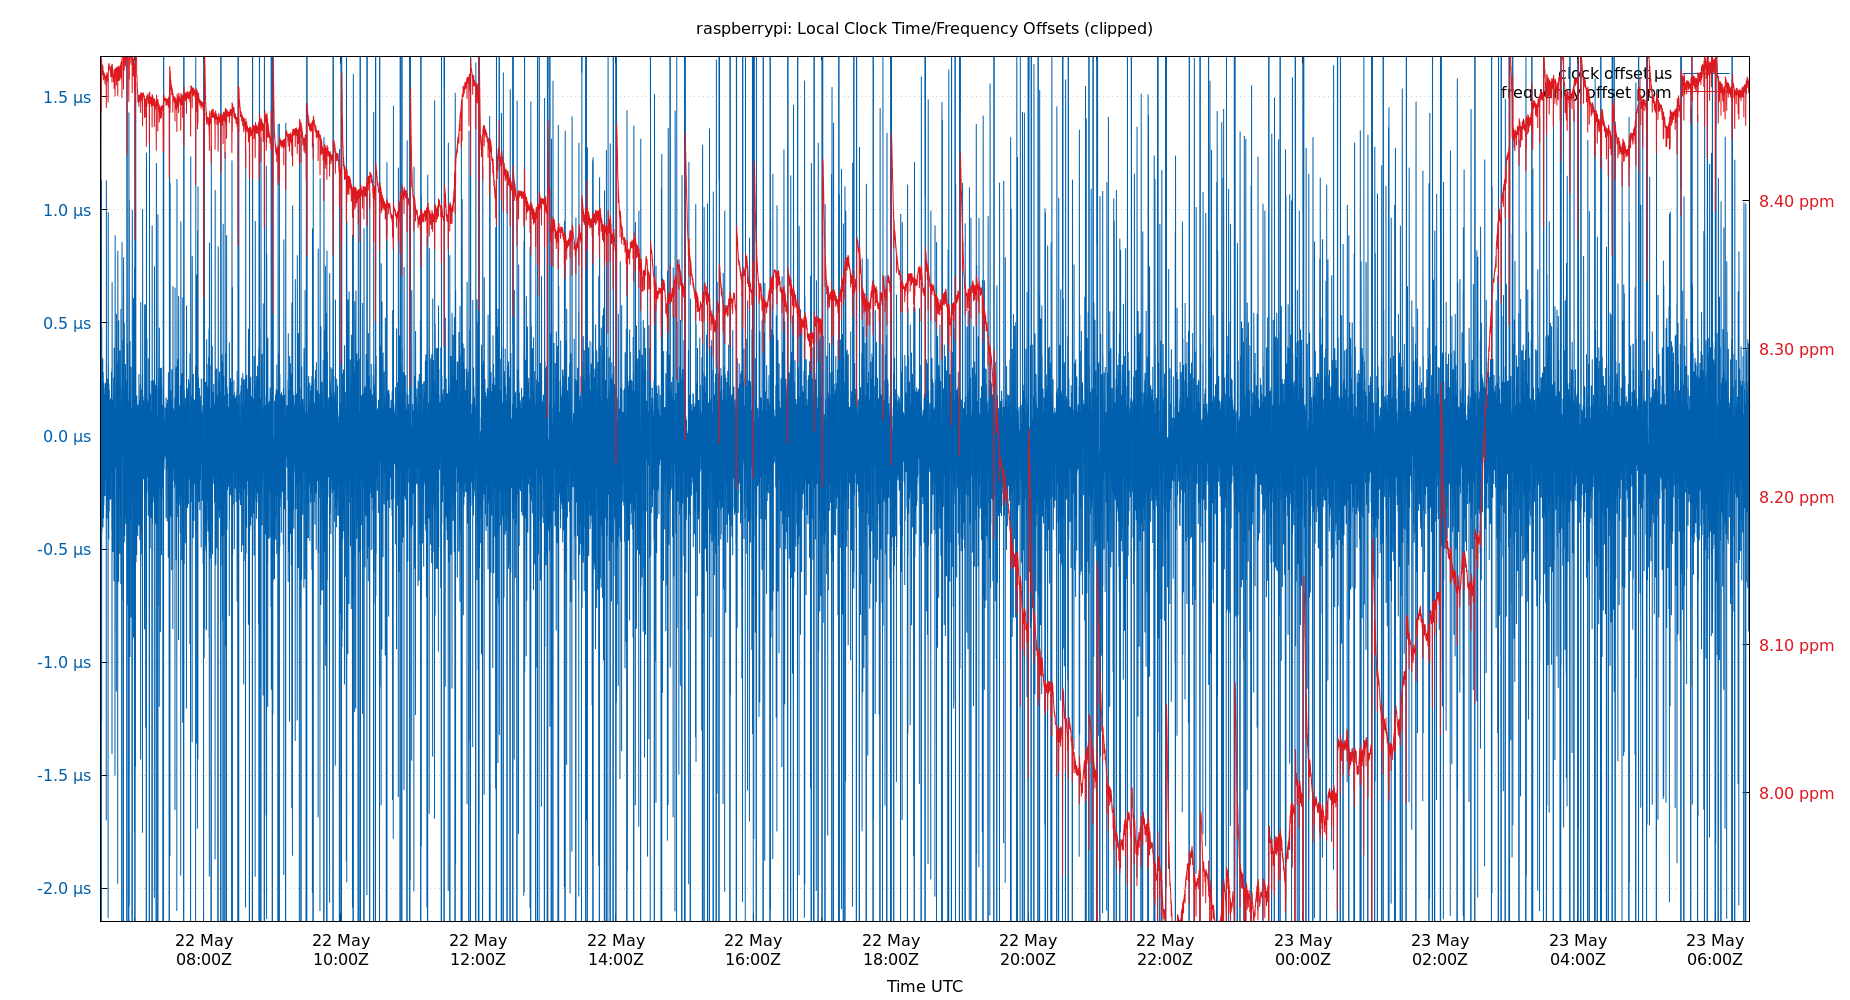 raspberrypi: Local Clock Time/Frequency Offsets (clipped)
clock offset µs
frequency offset ppm
1.5 µs
1.0 µs
0.5 µs
0.0 µs
-0.5 µs
-1.0 µs
-1.5 µs
-2.0 µs
8.40 ppm
8.30 ppm
8.20 ppm
8.10 ppm
8.00 ppm
22 May 22 May 22 May 22 May 22 May 22 May 22 May 22 May 23 May 23 May 23 May 23 May
08:00Z 10:00Z 12:00Z 14:00Z 16:00Z 18:00Z 20:00Z 22:00Z 00:00Z 02:00Z 04:00Z 06:00Z
Time UTC